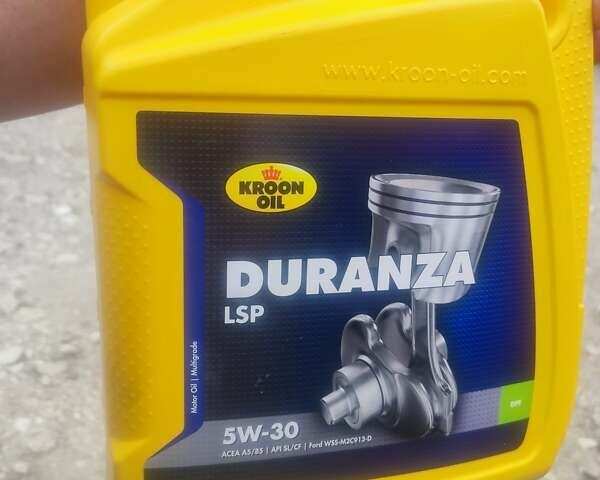 www.kroon-oil.com
KROON
OIL
DURANZA
LSP
Motor Oil | Multigrade
DPF
5W-30
ACEA A5/B5 | API SL/CF | Ford WSS-M2C913-D